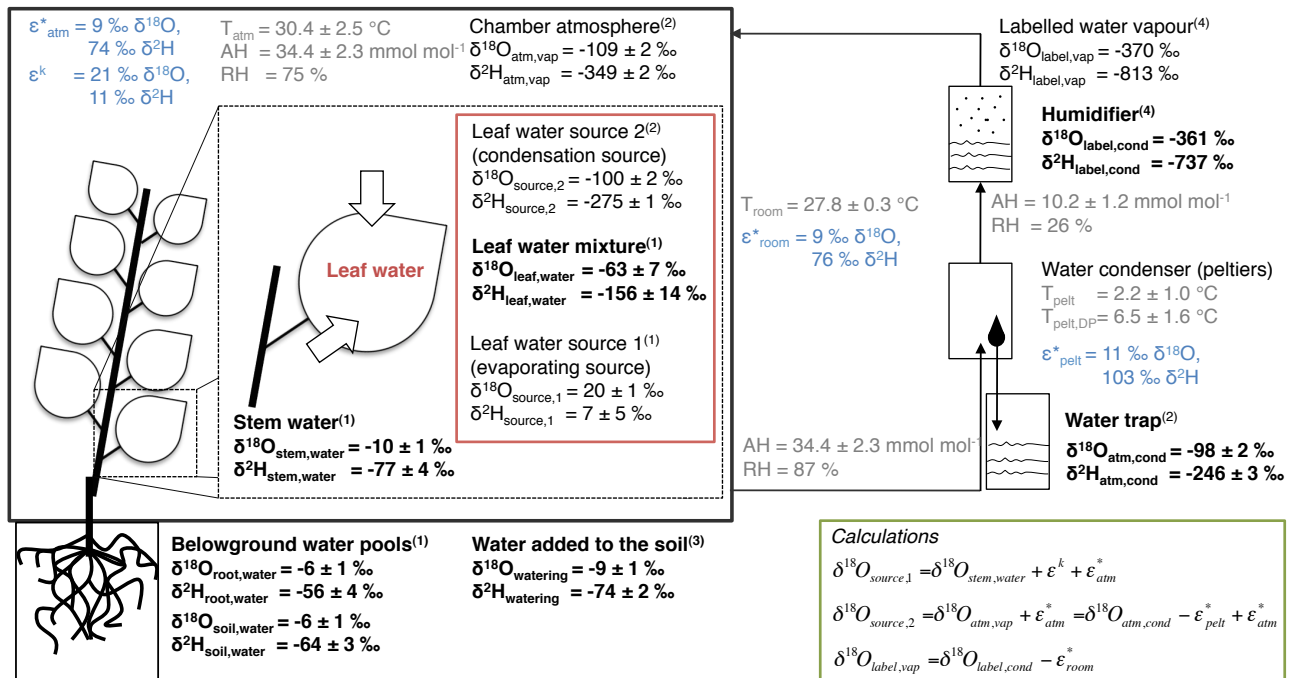 ε*atm = 9 ‰ δ18O,
74 ‰ δ2H
εk = 21 ‰ δ18O,
11 ‰ δ2H
Tatm = 30.4 ± 2.5 °C
AH = 34.4 ± 2.3 mmol mol-1
RH = 75 %
Chamber atmosphere(2)
δ18Oatm,vap = -109 ± 2 ‰
δ2Hatm,vap = -349 ± 2 ‰
Leaf water source 2(2)
(condensation source)
δ18Osource,2 = -100 ± 2 ‰
δ2Hsource,2 = -275 ± 1 ‰
Leaf water mixture(1)
δ18Oleaf,water = -63 ± 7 ‰
δ2Hleaf,water = -156 ± 14 ‰
Leaf water source 1(1)
(evaporating source)
δ18Osource,1 = 20 ± 1 ‰
δ2Hsource,1 = 7 ± 5 ‰
Leaf water
Stem water(1)
δ18Ostem,water = -10 ± 1 ‰
δ2Hstem,water = -77 ± 4 ‰
Belowground water pools(1)
δ18Oroot,water = -6 ± 1 ‰
δ2Hroot,water = -56 ± 4 ‰
δ18Osoil,water = -6 ± 1 ‰
δ2Hsoil,water = -64 ± 3 ‰
Water added to the soil(3)
δ18Owatering = -9 ± 1 ‰
δ2Hwatering = -74 ± 2 ‰
Labelled water vapour(4)
δ18Olabel,vap = -370 ‰
δ2Hlabel,vap = -813 ‰
Humidifier(4)
δ18Olabel,cond = -361 ‰
δ2Hlabel,cond = -737 ‰
Troom = 27.8 ± 0.3 °C
ε*room = 9 ‰ δ18O,
76 ‰ δ2H
AH = 10.2 ± 1.2 mmol mol-1
RH = 26 %
Water condenser (peltiers)
Tpelt = 2.2 ± 1.0 °C
Tpelt,DP = 6.5 ± 1.6 °C
ε*pelt = 11 ‰ δ18O,
103 ‰ δ2H
Water trap(2)
δ18Oatm,cond = -98 ± 2 ‰
δ2Hatm,cond = -246 ± 3 ‰
AH = 34.4 ± 2.3 mmol mol-1
RH = 87 %
Calculations
δ18Osource,1 = δ18Ostem,water + εk + ε*atm
δ18Osource,2 = δ18Oatm,vap + ε*atm = δ18Oatm,cond − ε*pelt + ε*atm
δ18Olabel,vap = δ18Olabel,cond − ε*room